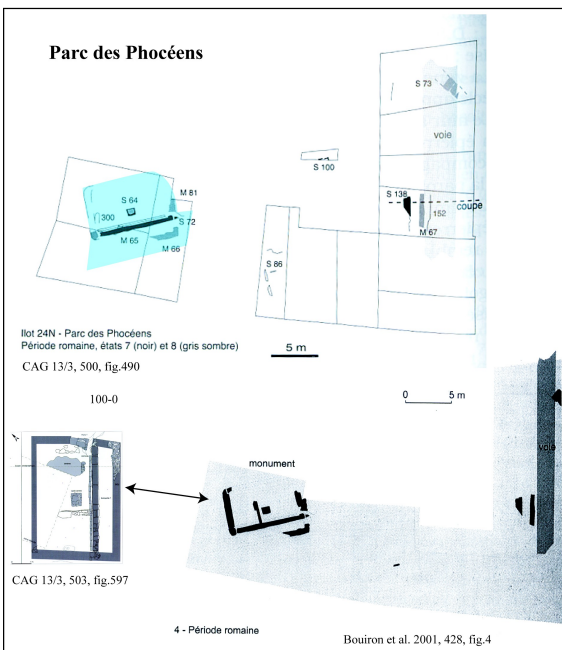 Parc des Phocéens
S 73
voie
S 100
S 138
coupe
152
M 67
M 81
S 64
300
S 72
M 65
M 66
S 86
Ilot 24N - Parc des Phocéens
Période romaine, états 7 (noir) et 8 (gris sombre)
5 m
CAG 13/3, 500, fig.490
100-0
0 5 m
monument
voie
CAG 13/3, 503, fig.597
4 - Période romaine
Bouiron et al. 2001, 428, fig.4